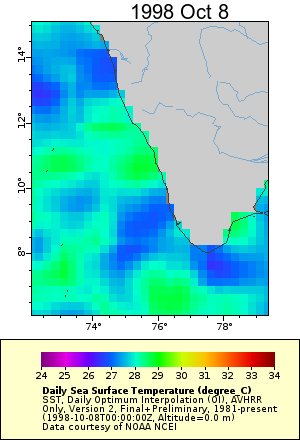 1998 Oct 8
14°
12°
10°
8°
74° 76° 78°
24 25 26 27 28 29 30 31 32 33 34
Daily Sea Surface Temperature (degree_C)
SST, Daily Optimum Interpolation (OI), AVHRR
Only, Version 2, Final+Preliminary, 1981-present
(1998-10-08T00:00:00Z, Altitude=0.0 m)
Data courtesy of NOAA NCEI